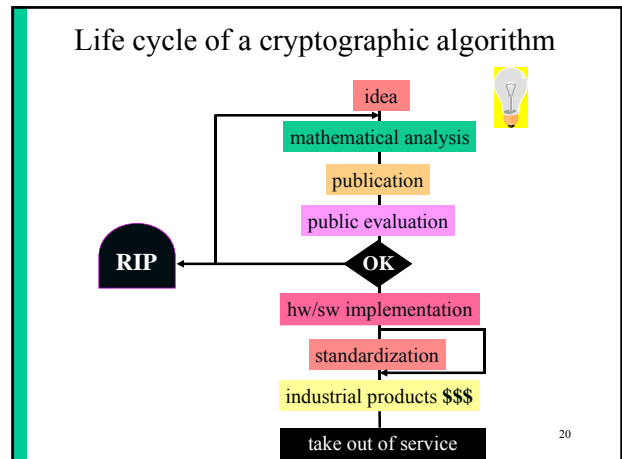 Life cycle of a cryptographic algorithm
idea
mathematical analysis
publication
public evaluation
RIP
OK
hw/sw implementation
standardization
industrial products $$$
take out of service
20